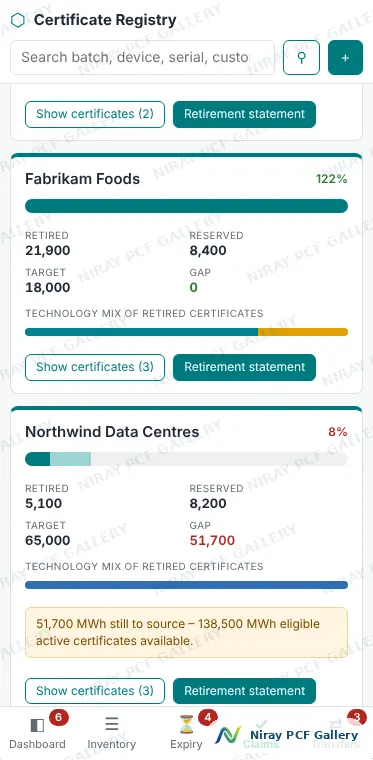 Certificate Registry
Search batch, device, serial, custo
+
Show certificates (2) Retirement statement
Fabrikam Foods 122%
RETIRED RESERVED
21,900 8,400
TARGET GAP
18,000 0
TECHNOLOGY MIX OF RETIRED CERTIFICATES
Show certificates (3) Retirement statement
Northwind Data Centres 8%
RETIRED RESERVED
5,100 8,200
TARGET GAP
65,000 51,700
TECHNOLOGY MIX OF RETIRED CERTIFICATES
51,700 MWh still to source – 138,500 MWh eligible
active certificates available.
Show certificates (3) Retirement statement
6 4 3
Dashboard Inventory Expiry Claims Transfers
Niray PCF Gallery
NIRAY PCF GALLERY